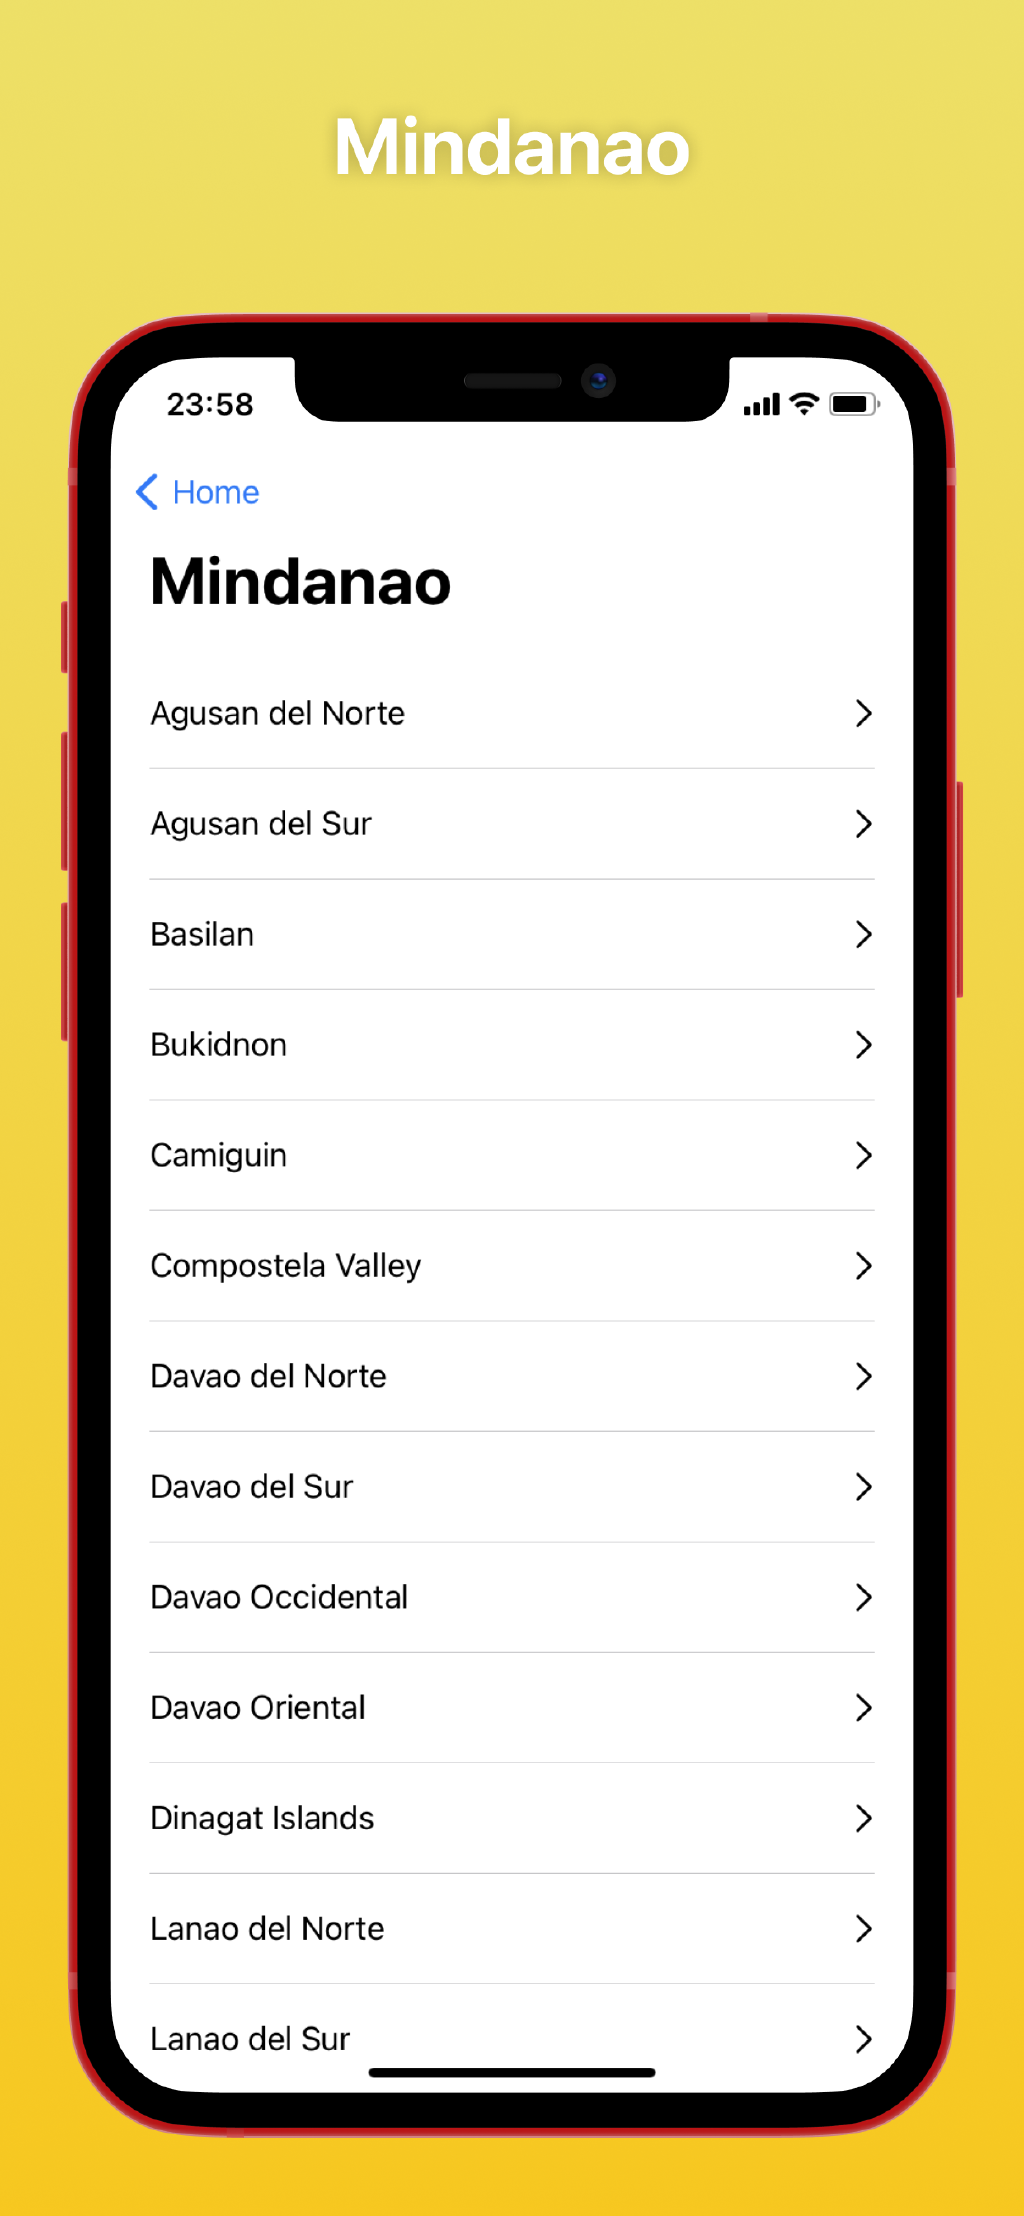 Mindanao
23:58
Home
Mindanao
Agusan del Norte
Agusan del Sur
Basilan
Bukidnon
Camiguin
Compostela Valley
Davao del Norte
Davao del Sur
Davao Occidental
Davao Oriental
Dinagat Islands
Lanao del Norte
Lanao del Sur